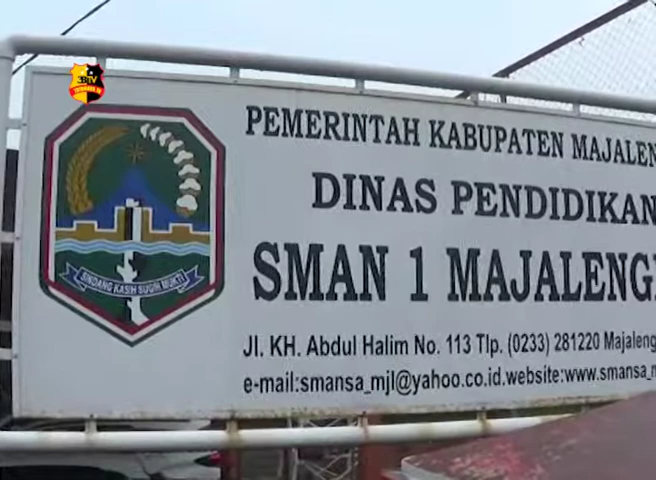 PEMERINTAH KABUPATEN MAJALEN
DINAS PENDIDIKAN
SMAN 1 MAJALENG
Jl. KH. Abdul Halim No. 113 Tlp. (0233) 281220 Majaleng
e-mail:smansa_mjl@yahoo.co.id.website:www.smansa_m
SINDANG KASIH SUGIH MUKTI